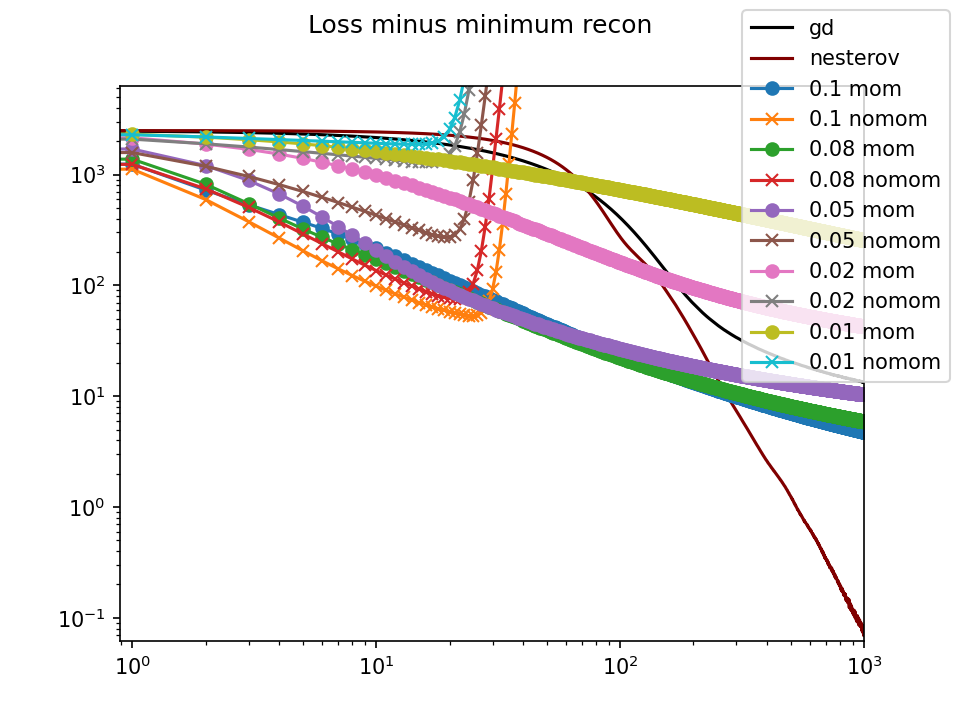 Loss minus minimum recon
gd
nesterov
0.1 mom
0.1 nomom
0.08 mom
0.08 nomom
0.05 mom
0.05 nomom
0.02 mom
0.02 nomom
0.01 mom
0.01 nomom
10³
10²
10¹
10⁰
10⁻¹
10⁰ 10¹ 10² 10³